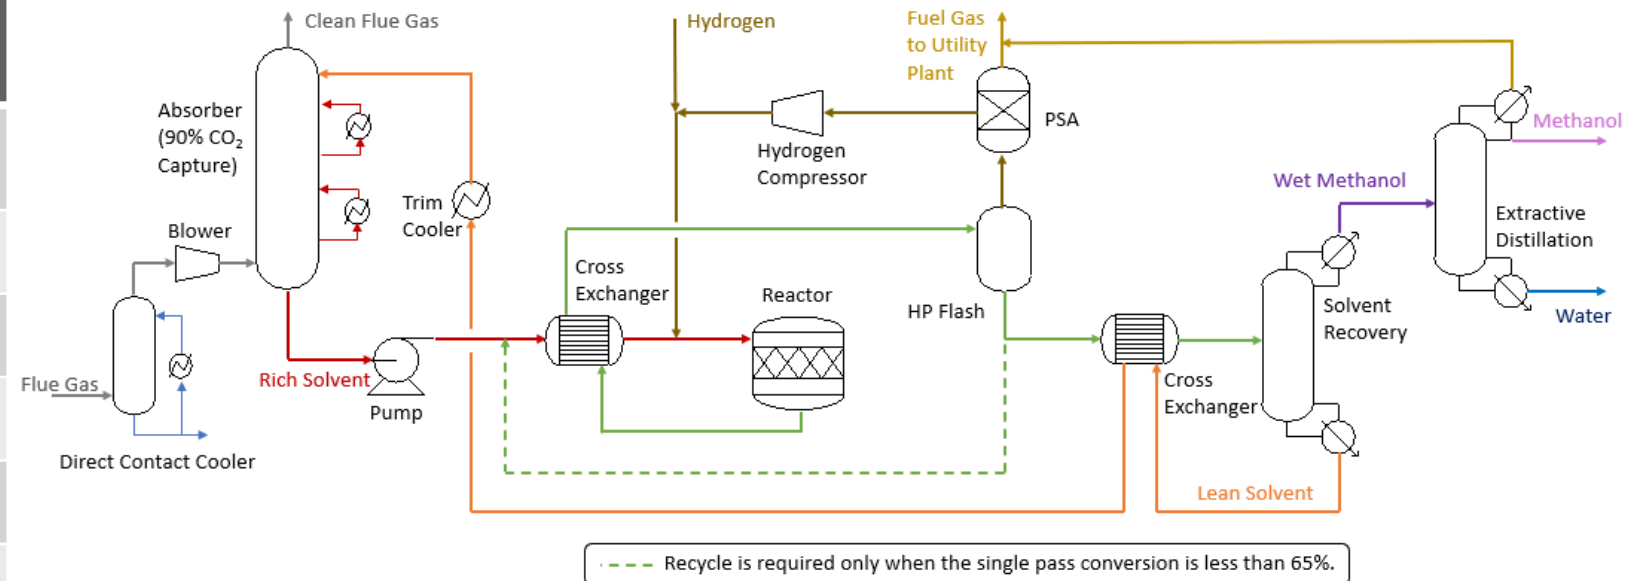 Clean Flue Gas
Hydrogen
Fuel Gas
to Utility
Plant
Absorber
(90% CO₂
Capture)
PSA
Methanol
Hydrogen
Compressor
Wet Methanol
Trim
Cooler
Extractive
Distillation
Blower
Cross
Exchanger
Reactor
HP Flash
Solvent
Recovery
Water
Flue Gas
Rich Solvent
Pump
Cross
Exchanger
Direct Contact Cooler
Lean Solvent
Recycle is required only when the single pass conversion is less than 65%.